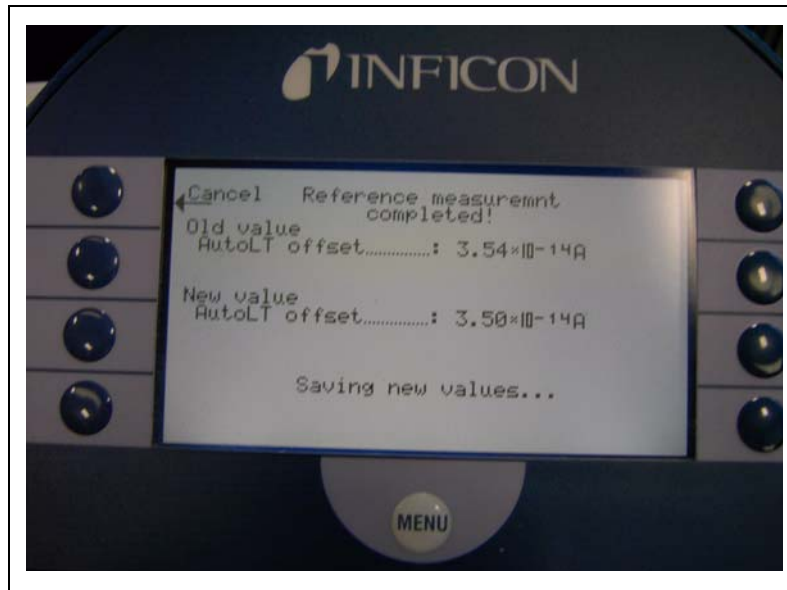 INFICON
Cancel Reference measuremnt
completed!
Old value
AutoLT offset..............: 3.54×10-14A
New value
AutoLT offset..............: 3.50×10-14A
Saving new values...
MENU